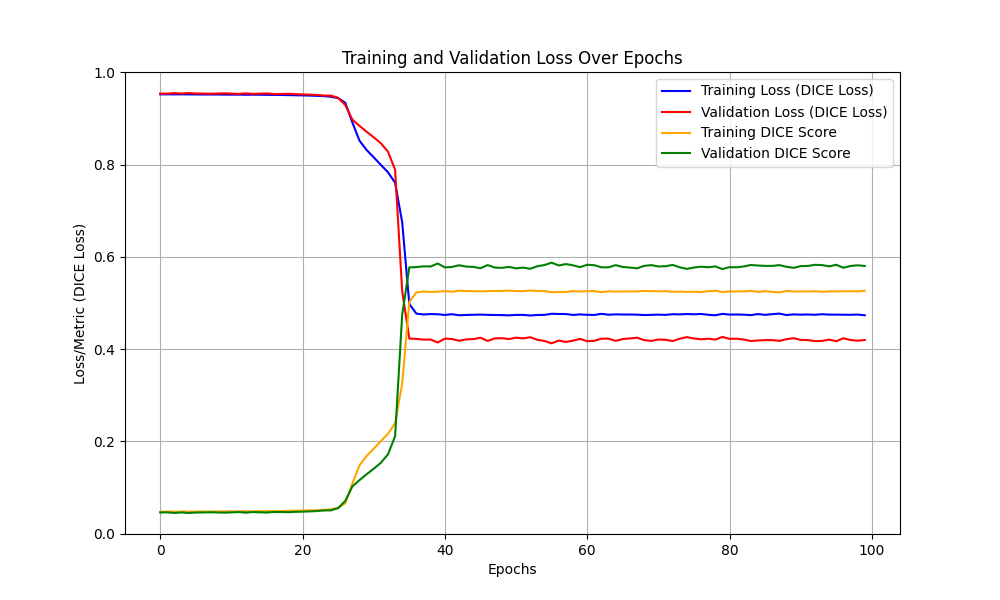 Training and Validation Loss Over Epochs
1.0
0.8
0.6
0.4
0.2
0.0
Loss/Metric (DICE Loss)
Training Loss (DICE Loss)
Validation Loss (DICE Loss)
Training DICE Score
Validation DICE Score
0 20 40 60 80 100
Epochs